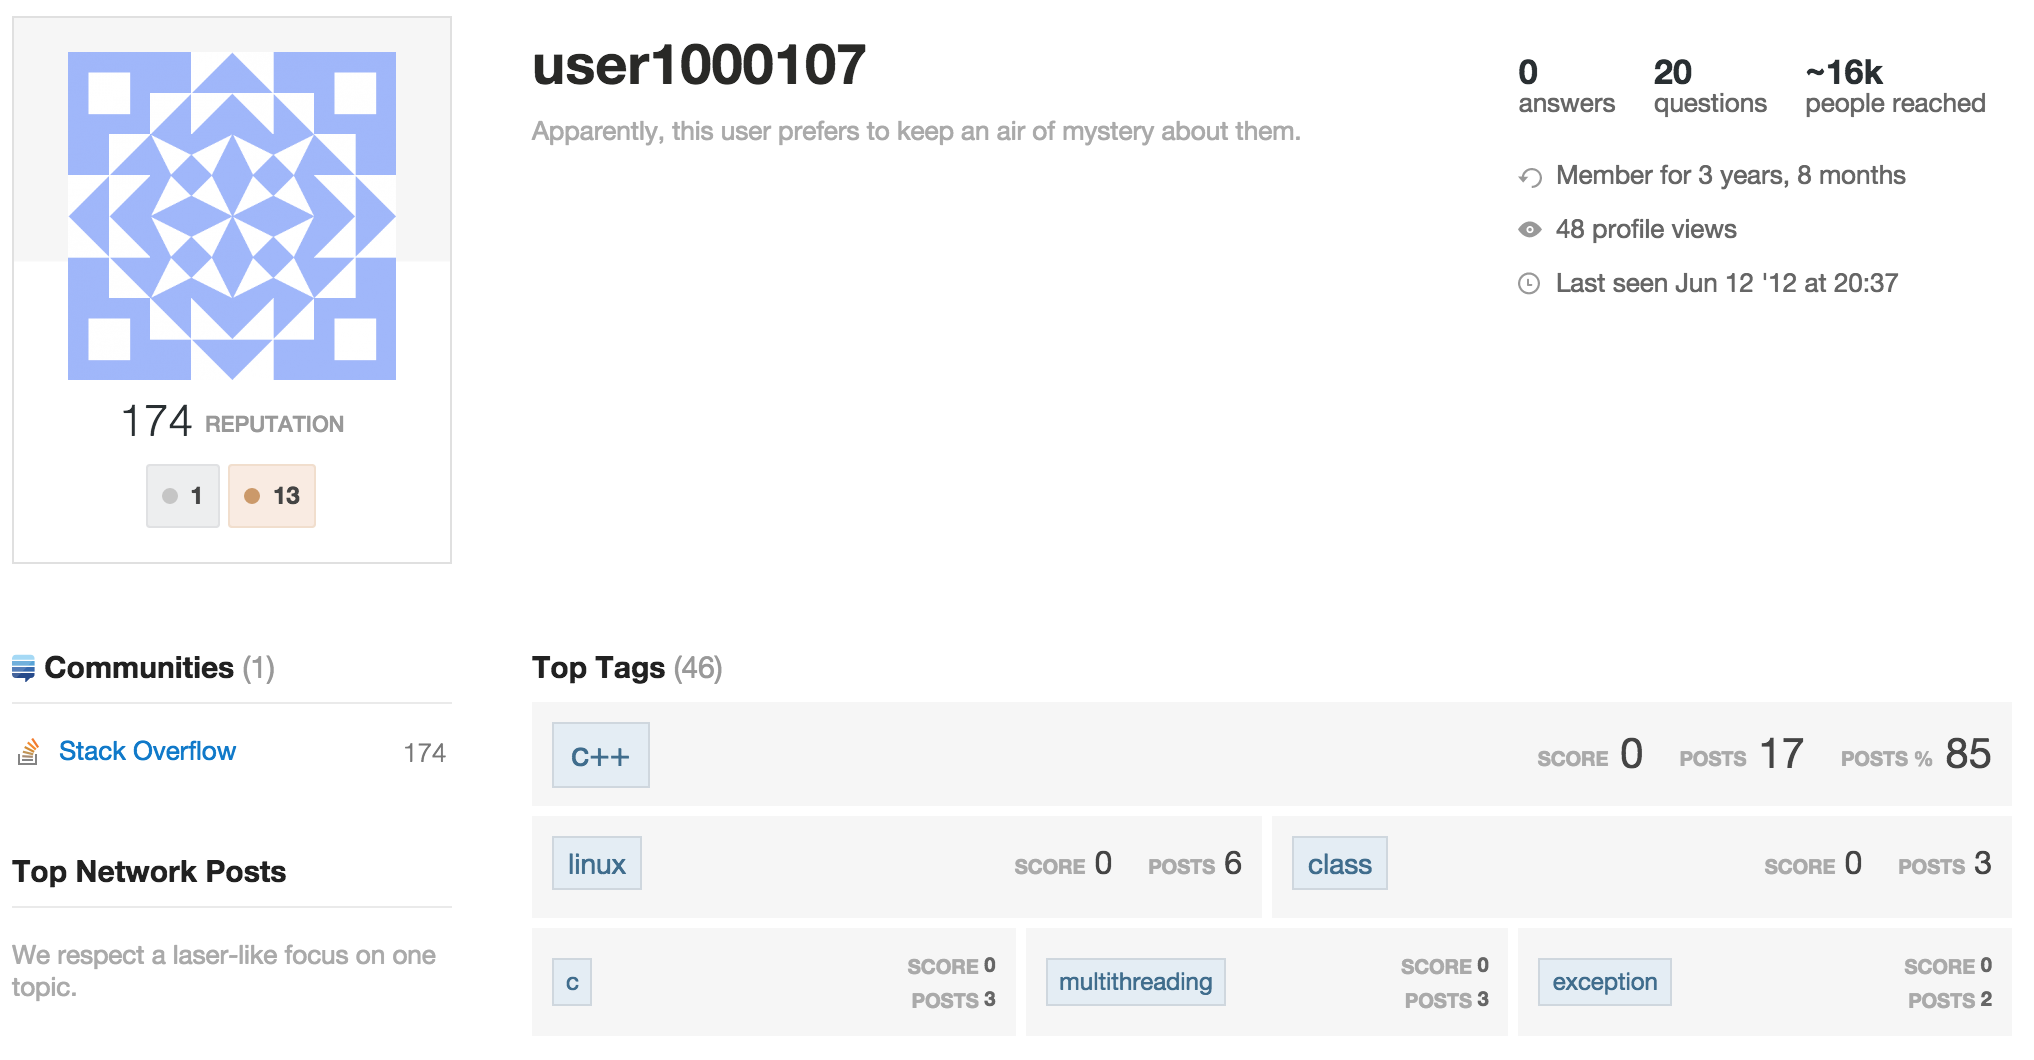 user1000107
Apparently, this user prefers to keep an air of mystery about them.
0 20 ~16k
answers questions people reached
Member for 3 years, 8 months
48 profile views
Last seen Jun 12 '12 at 20:37
174 REPUTATION
1 13
Communities (1)
Stack Overflow 174
Top Network Posts
We respect a laser-like focus on one
topic.
Top Tags (46)
c++ SCORE 0 POSTS 17 POSTS % 85
linux SCORE 0 POSTS 6
class SCORE 0 POSTS 3
c SCORE 0
POSTS 3
multithreading SCORE 0
POSTS 3
exception SCORE 0
POSTS 2